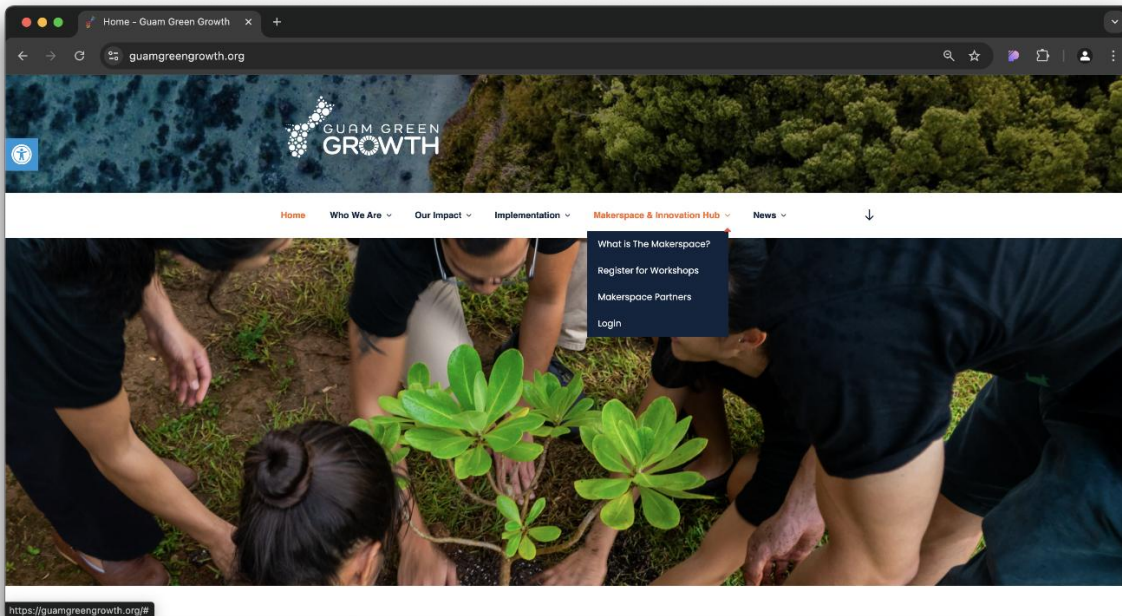 Home - Guam Green Growth
guamgreengrowth.org
GUAM GREEN
GROWTH
Home Who We Are Our Impact Implementation Makerspace & Innovation Hub News
What is The Makerspace?
Register for Workshops
Makerspace Partners
Login
https://guamgreengrowth.org/#